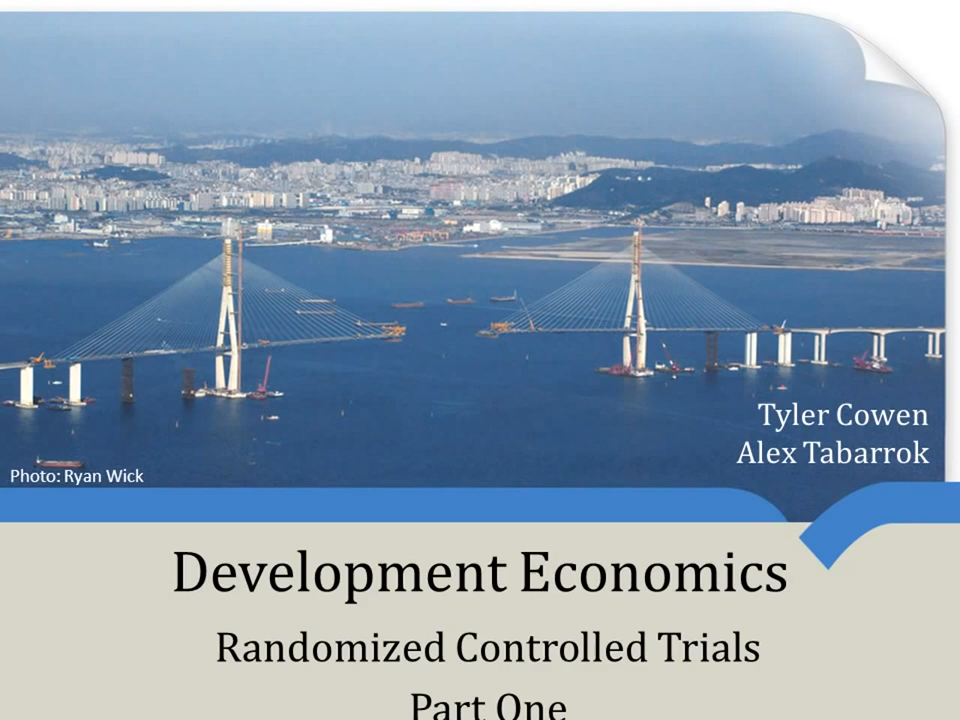 Tyler Cowen
Alex Tabarrok
Photo: Ryan Wick
Development Economics
Randomized Controlled Trials
Part One